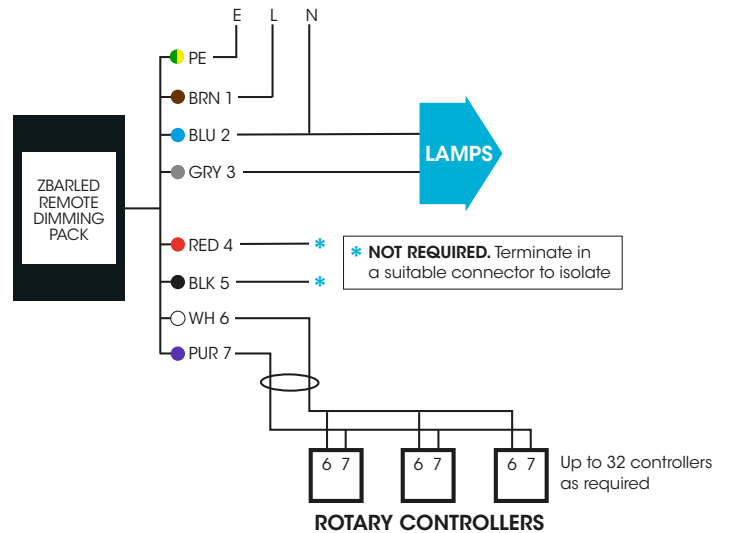 E L N
PE
BRN 1
BLU 2
GRY 3
LAMPS
ZBARLED
REMOTE
DIMMING
PACK
RED 4 *
* NOT REQUIRED. Terminate in
a suitable connector to isolate
BLK 5 *
WH 6
PUR 7
6 7 6 7 6 7
Up to 32 controllers
as required
ROTARY CONTROLLERS